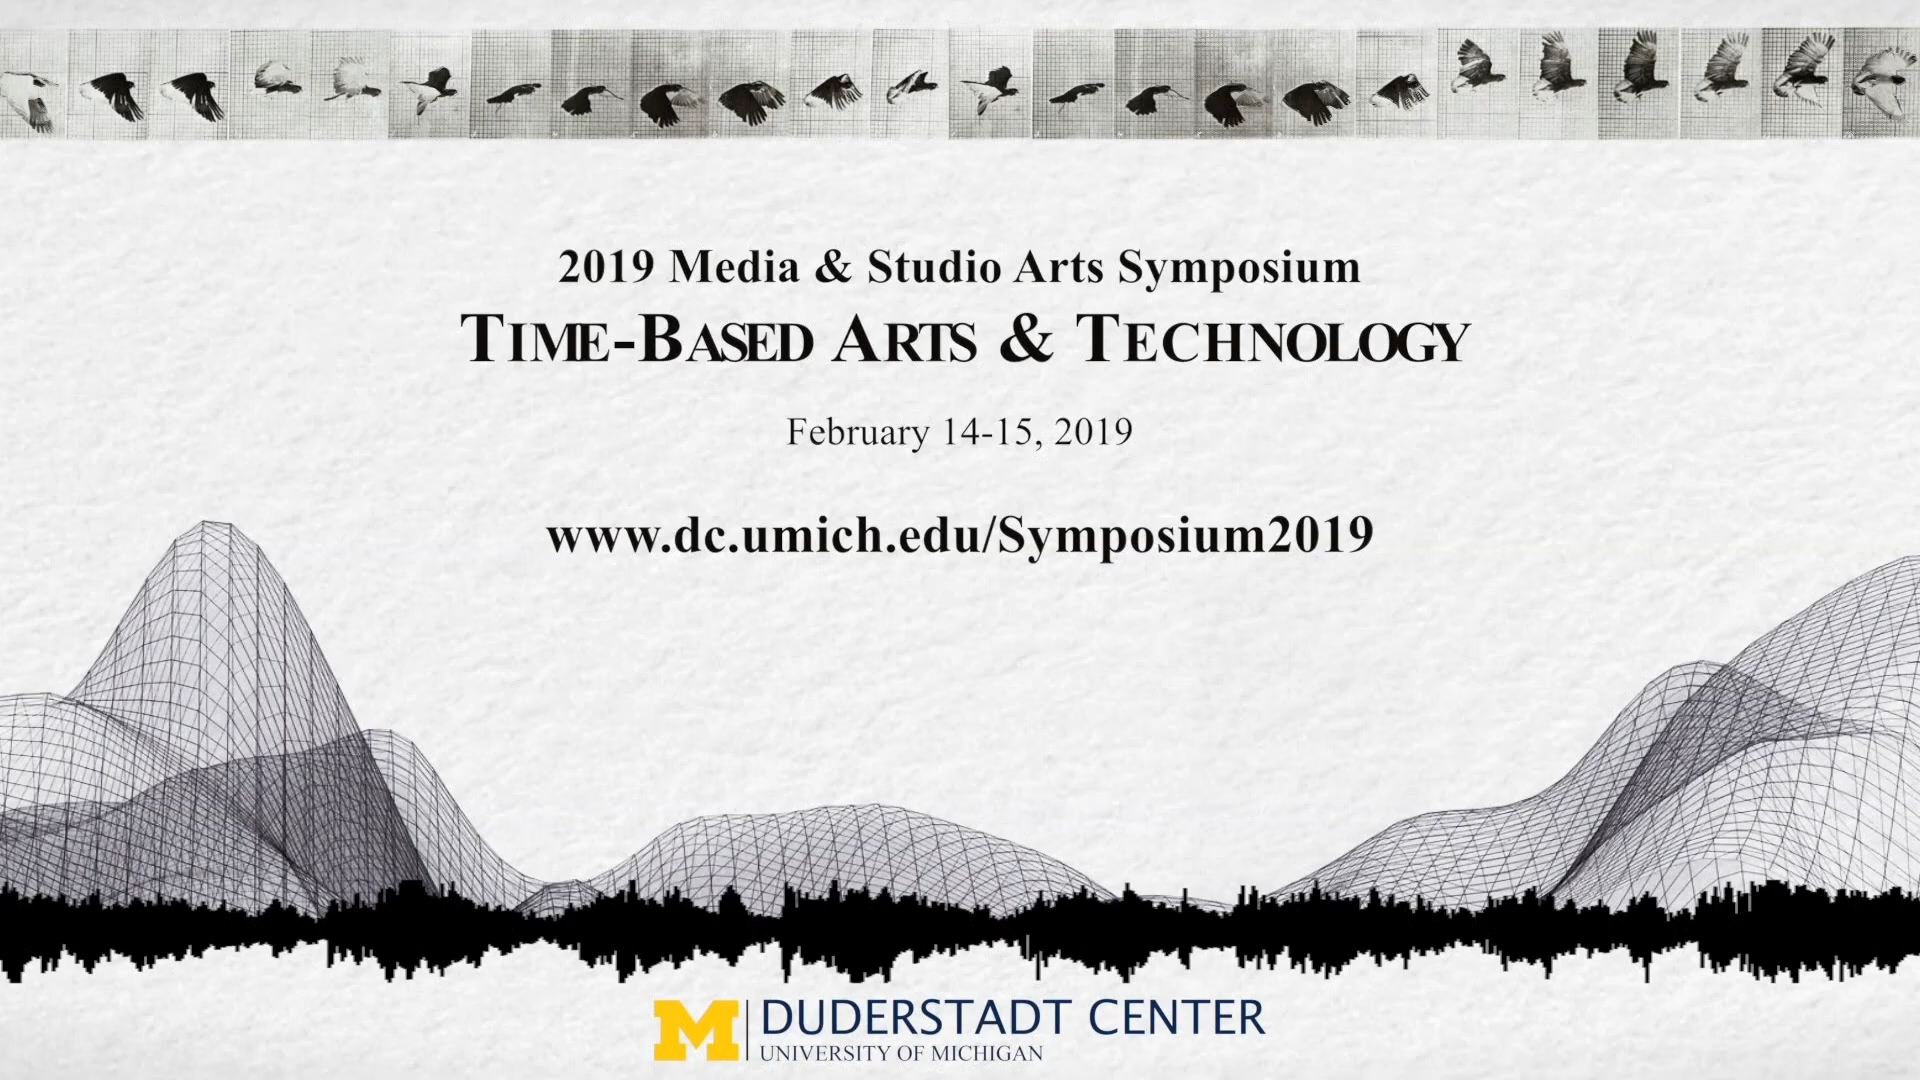 2019 Media & Studio Arts Symposium
TIME-BASED ARTS & TECHNOLOGY
February 14-15, 2019
www.dc.umich.edu/Symposium2019
M DUDERSTADT CENTER
UNIVERSITY OF MICHIGAN